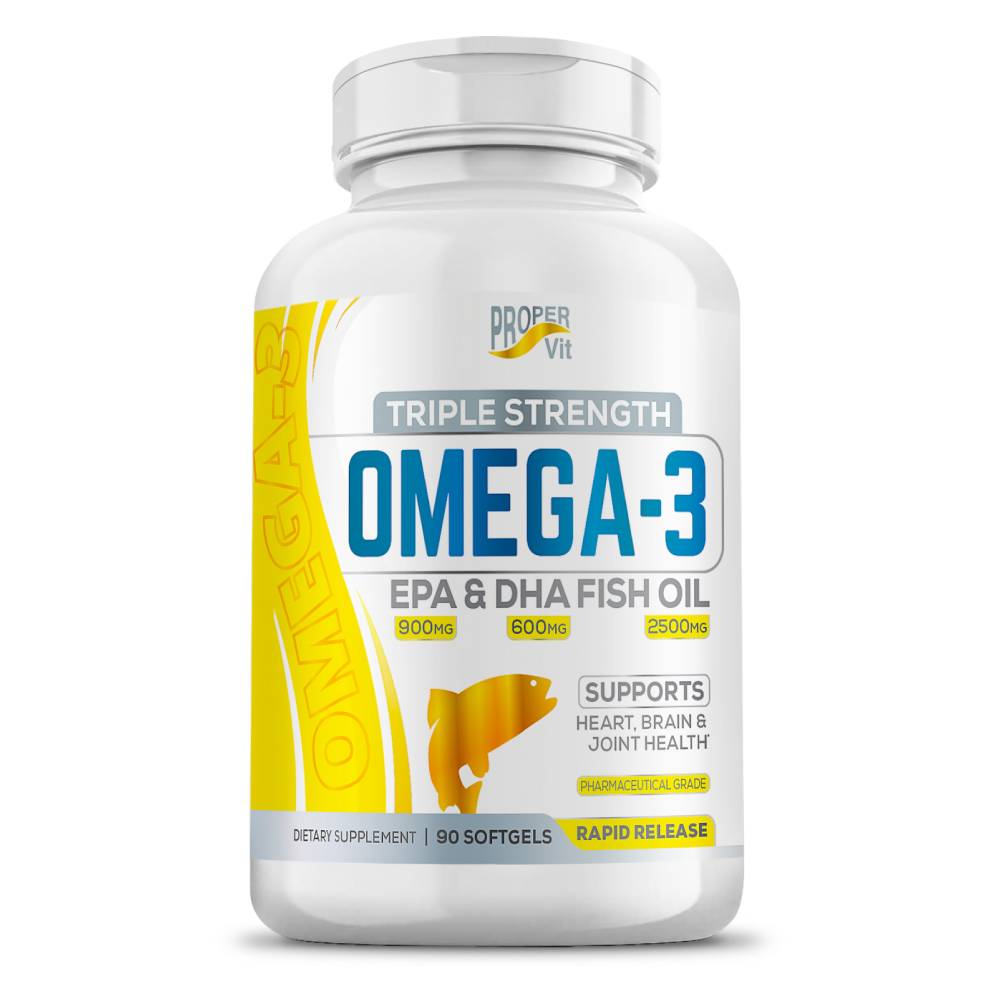 PROPER
Vit
TRIPLE STRENGTH
OMEGA-3
EPA & DHA FISH OIL
900MG 600MG 2500MG
SUPPORTS
HEART, BRAIN &
JOINT HEALTH*
PHARMACEUTICAL GRADE
DIETARY SUPPLEMENT | 90 SOFTGELS RAPID RELEASE
OMEGA-3